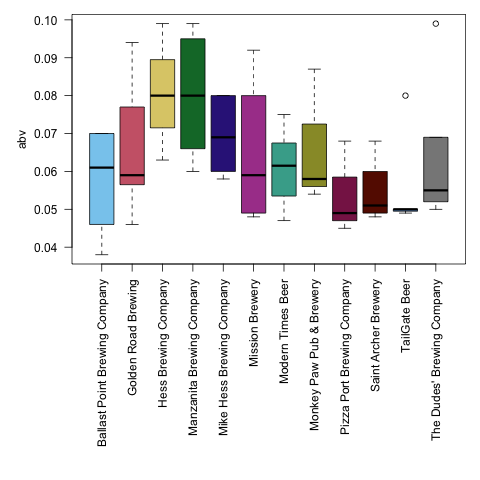 0.10
0.09
0.08
0.07
0.06
0.05
0.04
abv
Ballast Point Brewing Company
Golden Road Brewing
Hess Brewing Company
Manzanita Brewing Company
Mike Hess Brewing Company
Mission Brewery
Modern Times Beer
Monkey Paw Pub & Brewery
Pizza Port Brewing Company
Saint Archer Brewery
TailGate Beer
The Dudes' Brewing Company